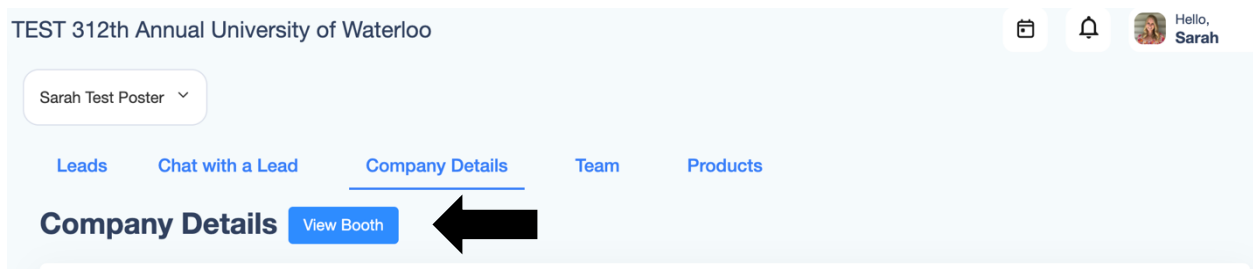 TEST 312th Annual University of Waterloo
Hello,
Sarah
Sarah Test Poster
Leads Chat with a Lead Company Details Team Products
Company Details View Booth